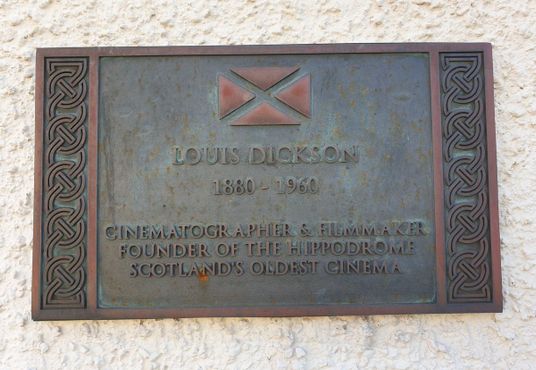 LOUIS DICKSON
1880 - 1960
CINEMATOGRAPHER & FILMMAKER
FOUNDER OF THE HIPPODROME
SCOTLAND'S OLDEST CINEMA